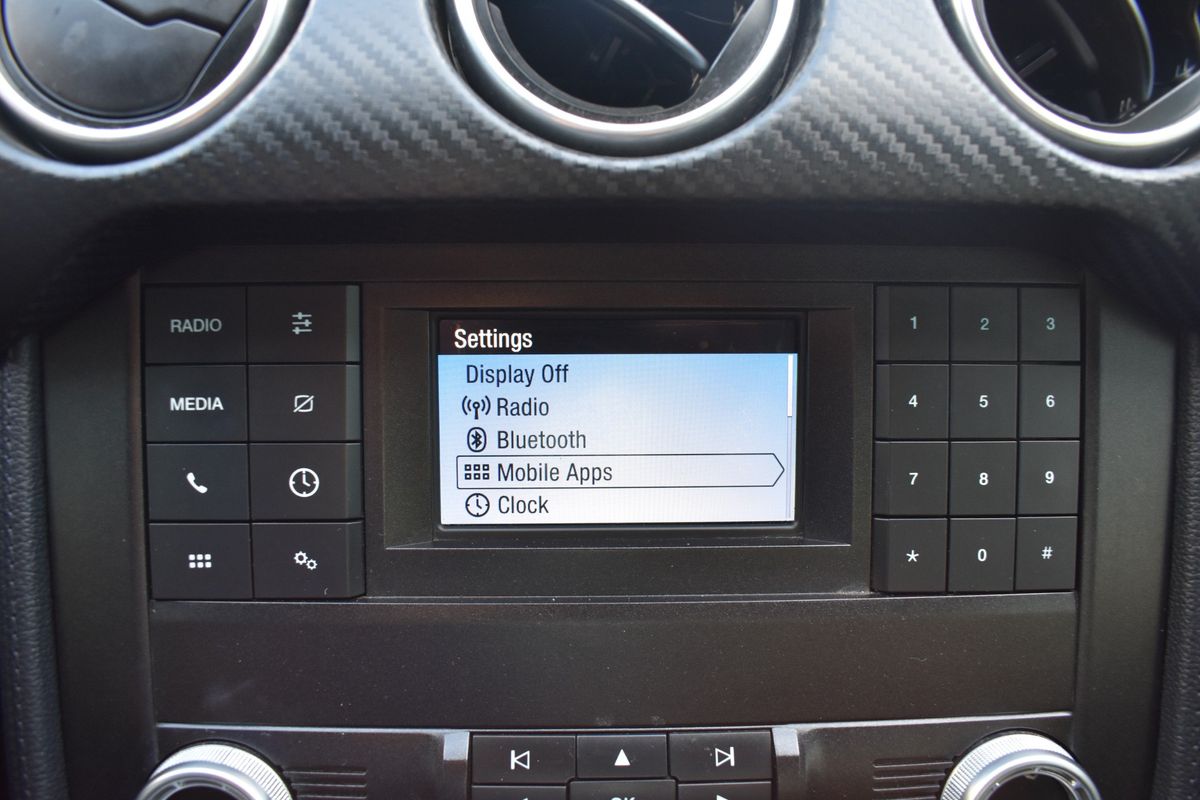 RADIO
MEDIA
Settings
Display Off
Radio
Bluetooth
Mobile Apps
Clock
1 2 3
4 5 6
7 8 9
* 0 #
OK